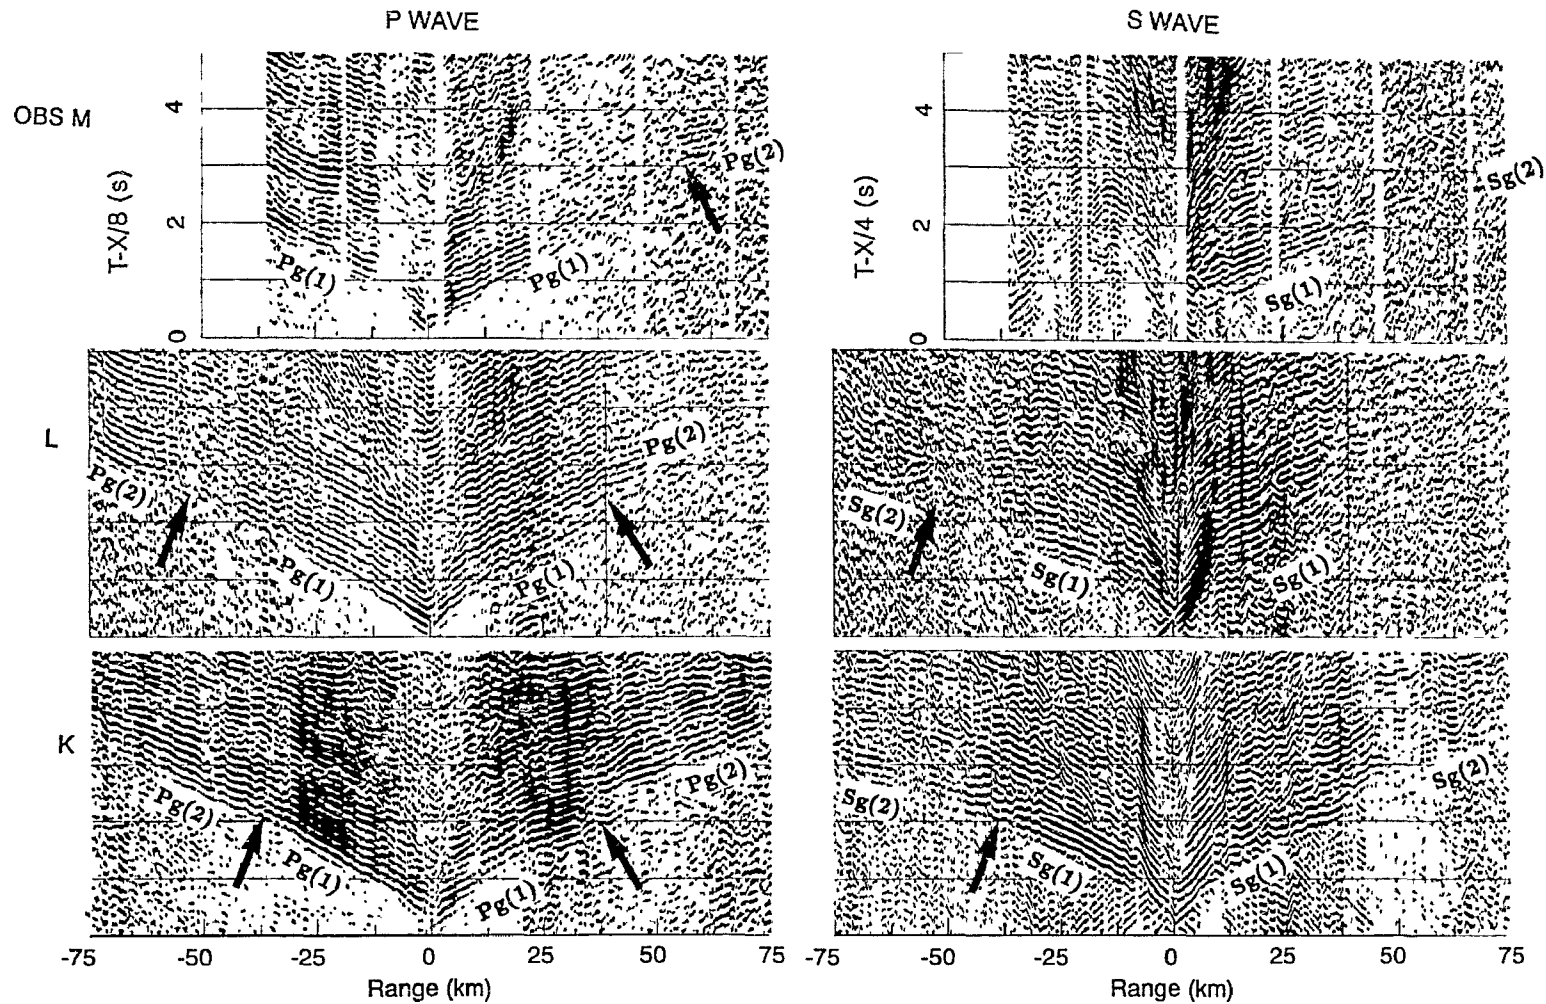 P WAVE
S WAVE
OBS M
T-X/8 (s)
4
2
0
Pg(1)
Pg(1)
Pg(2)
T-X/4 (s)
4
2
0
Sg(1)
Sg(2)
L
Pg(2)
Pg(1)
Pg(1)
Pg(2)
Sg(2)
Sg(1)
Sg(1)
K
Pg(2)
Pg(1)
Pg(1)
Pg(2)
Sg(2)
Sg(1)
Sg(1)
Sg(2)
-75 -50 -25 0 25 50 75
-75 -50 -25 0 25 50 75
Range (km)
Range (km)